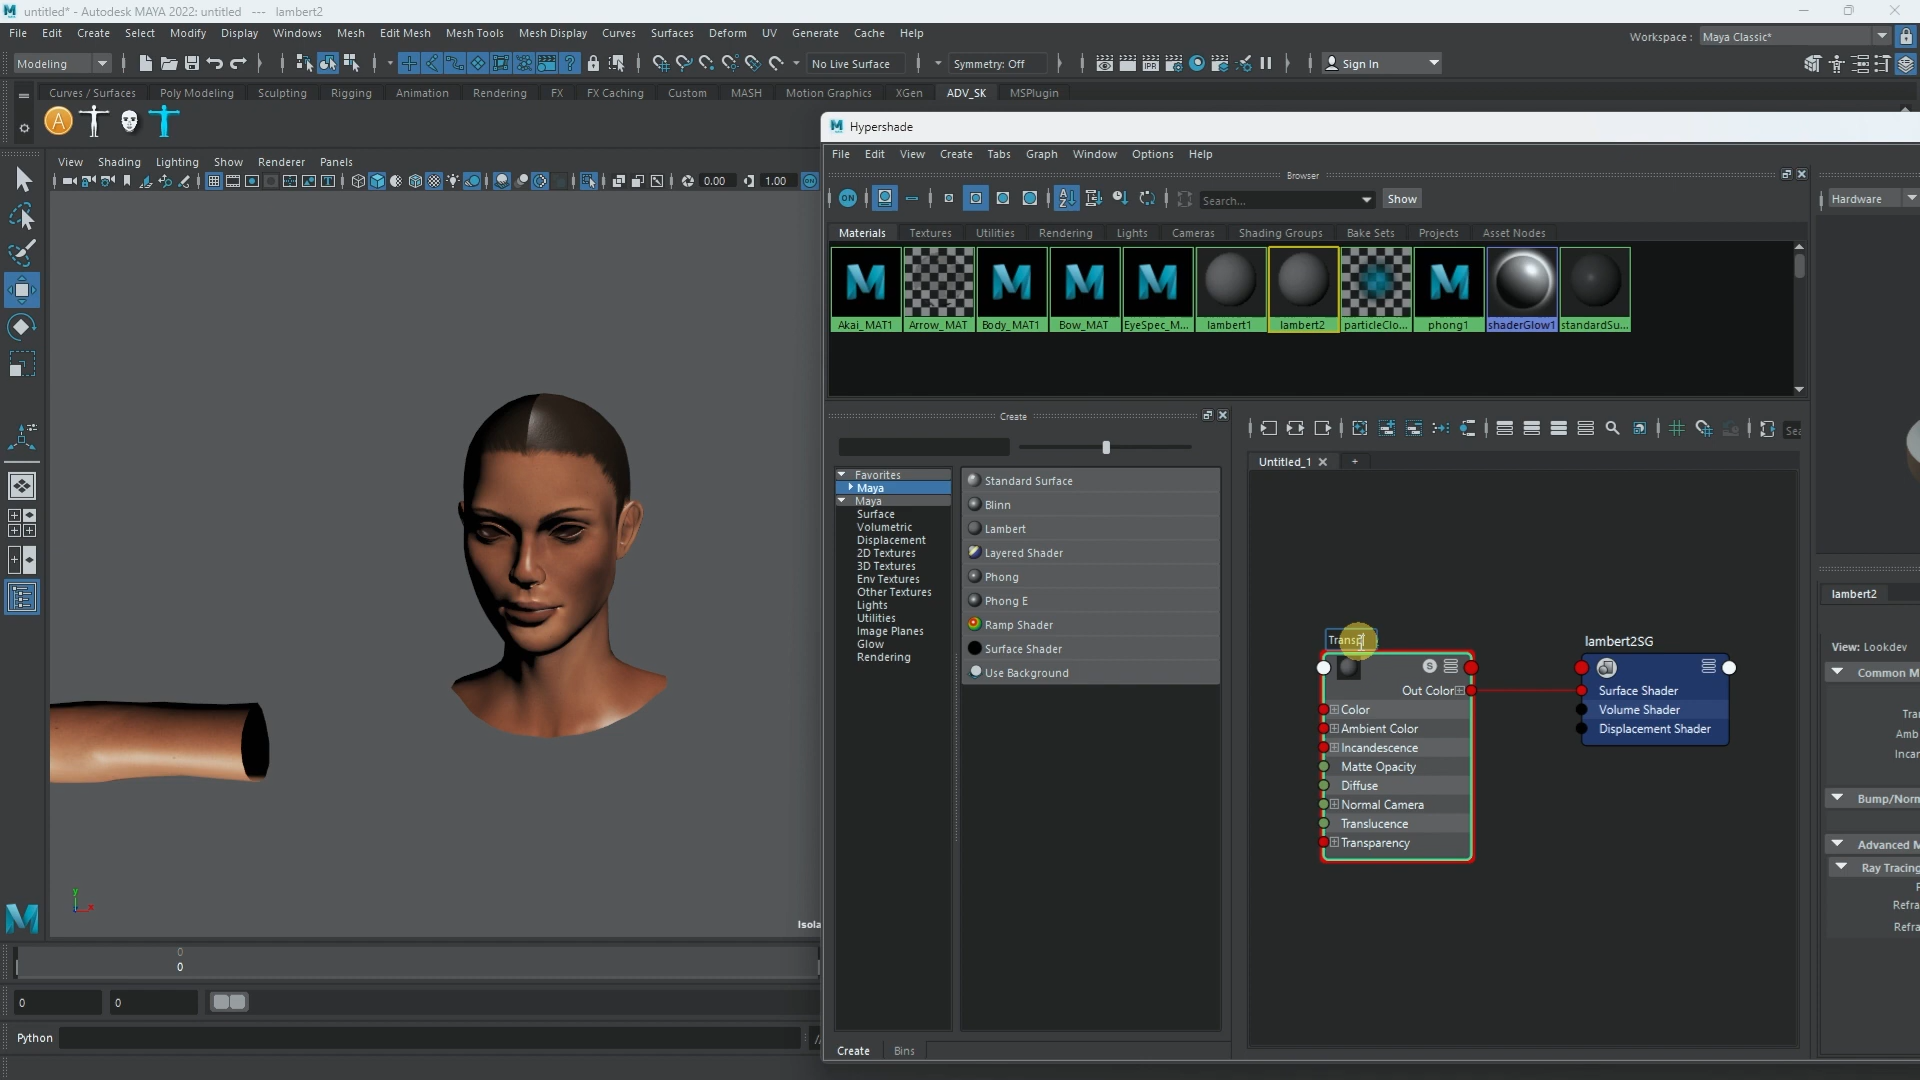 untitled* - Autodesk MAYA 2022: untitled --- lambert2
File Edit Create Select Modify Display Windows Mesh Edit Mesh Mesh Tools Mesh Display Curves Surfaces Deform UV Generate Cache Help
Workspace : Maya Classic*
Modeling No Live Surface Symmetry: Off Sign In
Curves / Surfaces Poly Modeling Sculpting Rigging Animation Rendering FX FX Caching Custom MASH Motion Graphics XGen ADV_SK MSPlugin
Hypershade
File Edit View Create Tabs Graph Window Options Help
View Shading Lighting Show Renderer Panels
0.00 1.00 ON
Browser
ON Search... Show
Hardware
Materials Textures Utilities Rendering Lights Cameras Shading Groups Bake Sets Projects Asset Nodes
Akai_MAT1 Arrow_MAT Body_MAT1 Bow_MAT EyeSpec_M... lambert1 lambert2 particleClo... phong1 shaderGlow1 standardSu...
Create
Untitled_1 +
Favorites
Maya
Maya
Surface
Volumetric
Displacement
2D Textures
3D Textures
Env Textures
Other Textures
Lights
Utilities
Image Planes
Glow
Rendering
Standard Surface
Blinn
Lambert
Layered Shader
Phong
Phong E
Ramp Shader
Surface Shader
Use Background
Transp
Out Color
Color
Ambient Color
Incandescence
Matte Opacity
Diffuse
Normal Camera
Translucence
Transparency
lambert2SG
Surface Shader
Volume Shader
Displacement Shader
lambert2
View: Lookdev
Common M
Tra
Amb
Incar
Bump/Norn
Advanced M
Ray Tracing
Refra
Refra
Isola
0
0
0 0
Python //
Create Bins